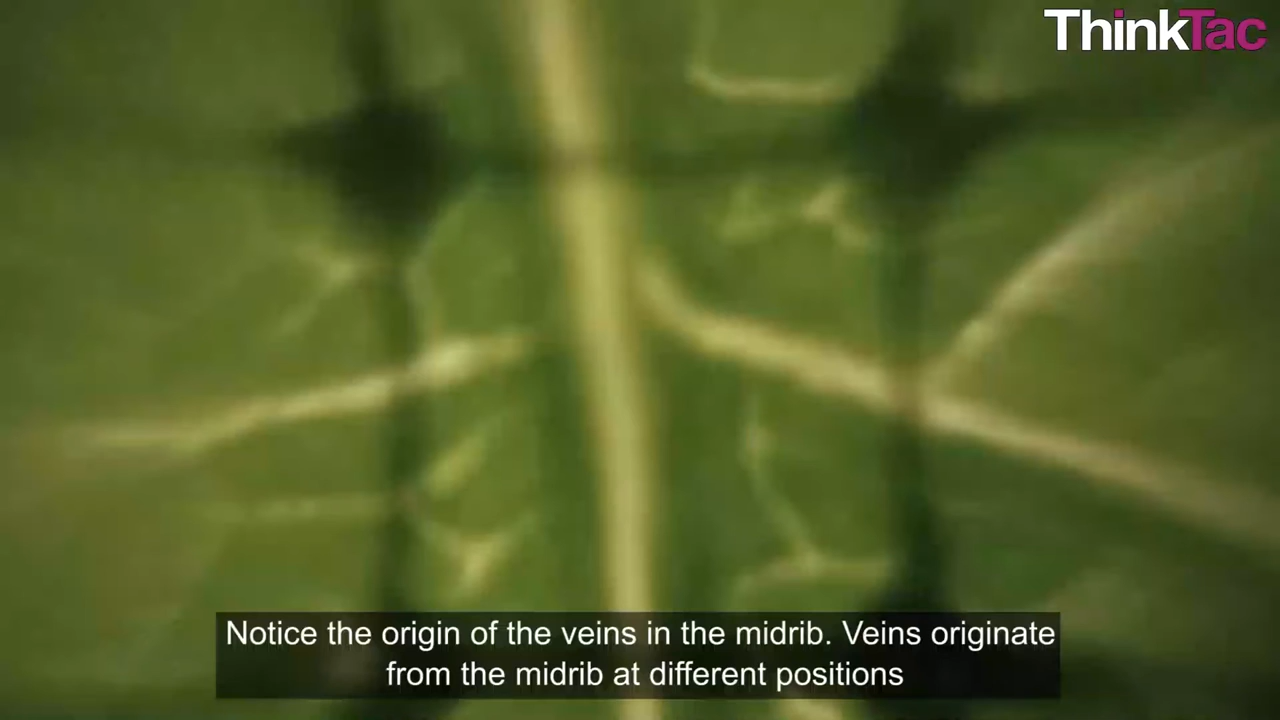 ThinkTac
Notice the origin of the veins in the midrib. Veins originate
from the midrib at different positions